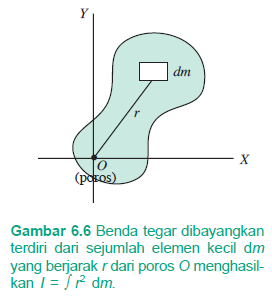 Y
dm
r
O
X
(poros)
Gambar 6.6 Benda tegar dibayangkan
terdiri dari sejumlah elemen kecil dm
yang berjarak r dari poros O menghasil-
kan I = ∫ r² dm.